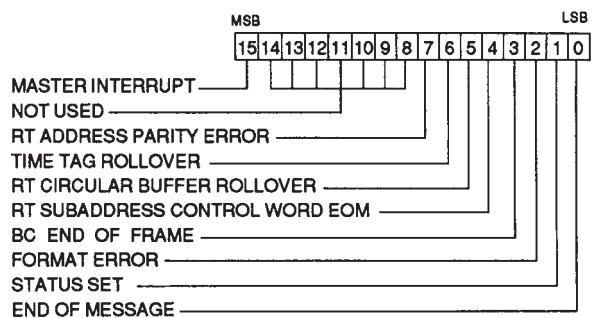 MSB LSB
15 14 13 12 11 10 9 8 7 6 5 4 3 2 1 0
MASTER INTERRUPT
NOT USED
RT ADDRESS PARITY ERROR
TIME TAG ROLLOVER
RT CIRCULAR BUFFER ROLLOVER
RT SUBADDRESS CONTROL WORD EOM
BC END OF FRAME
FORMAT ERROR
STATUS SET
END OF MESSAGE